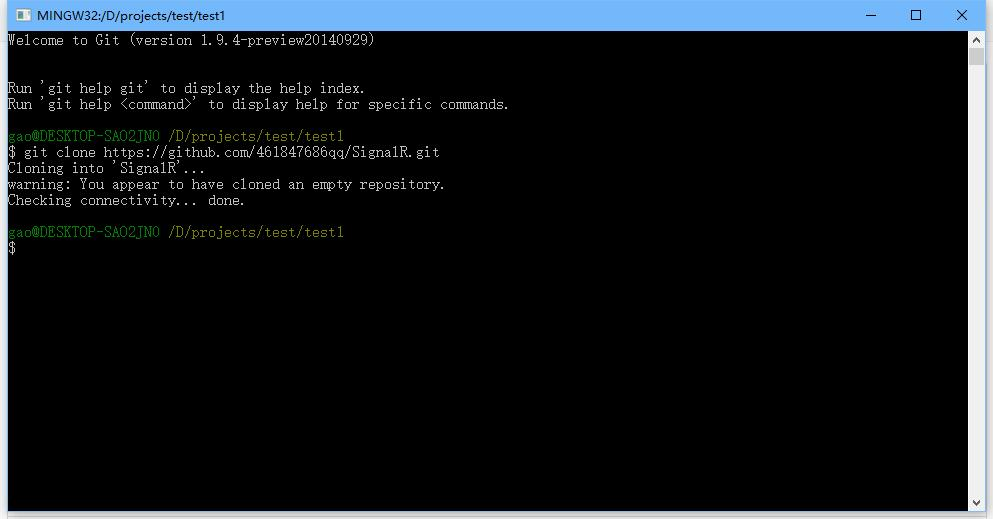 MINGW32:/D/projects/test/test1
Welcome to Git (version 1.9.4-preview20140929)
Run 'git help git' to display the help index.
Run 'git help <command>' to display help for specific commands.
gao@DESKTOP-SAO2JNO /D/projects/test/test1
$ git clone https://github.com/461847686qq/SignalR.git
Cloning into 'SignalR'...
warning: You appear to have cloned an empty repository.
Checking connectivity... done.
gao@DESKTOP-SAO2JNO /D/projects/test/test1
$